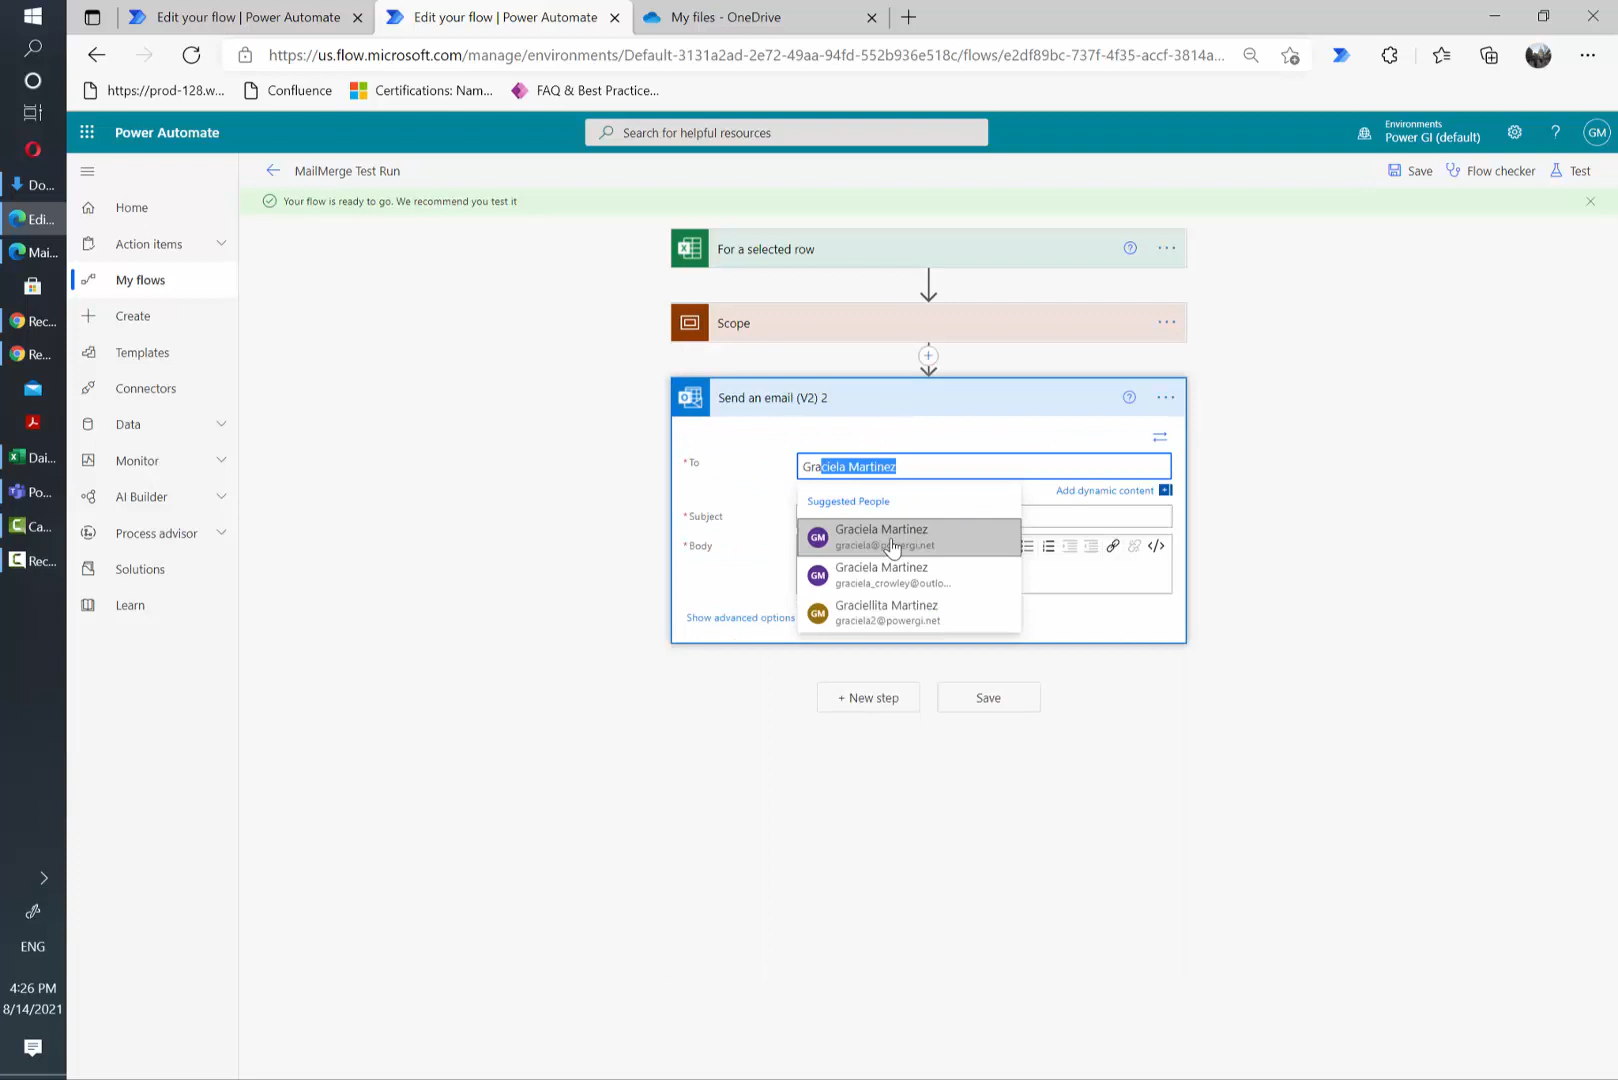 Edit your flow | Power Automate
Edit your flow | Power Automate
My files - OneDrive
https://us.flow.microsoft.com/manage/environments/Default-3131a2ad-2e72-49aa-94fd-552b936e518c/flows/e2df89bc-737f-4f35-accf-3814a...
https://prod-128.w...
Confluence
Certifications: Nam...
FAQ & Best Practice...
Power Automate
Search for helpful resources
Environments
Power GI (default)
?
GM
MailMerge Test Run
Save
Flow checker
Test
Your flow is ready to go. We recommend you test it
Home
Action items
My flows
Create
Templates
Connectors
Data
Monitor
AI Builder
Process advisor
Solutions
Learn
For a selected row
Scope
Send an email (V2) 2
* To
Graciela Martinez
Add dynamic content
Suggested People
GM
Graciela Martinez
graciela@powergi.net
GM
Graciela Martinez
graciela_crowley@outlo...
GM
Graciellita Martinez
graciela2@powergi.net
* Subject
* Body
Show advanced options
+ New step
Save
Do...
Edi...
Mai...
Rec...
Re...
Dai...
Po...
Ca...
Rec...
ENG
4:26 PM
8/14/2021